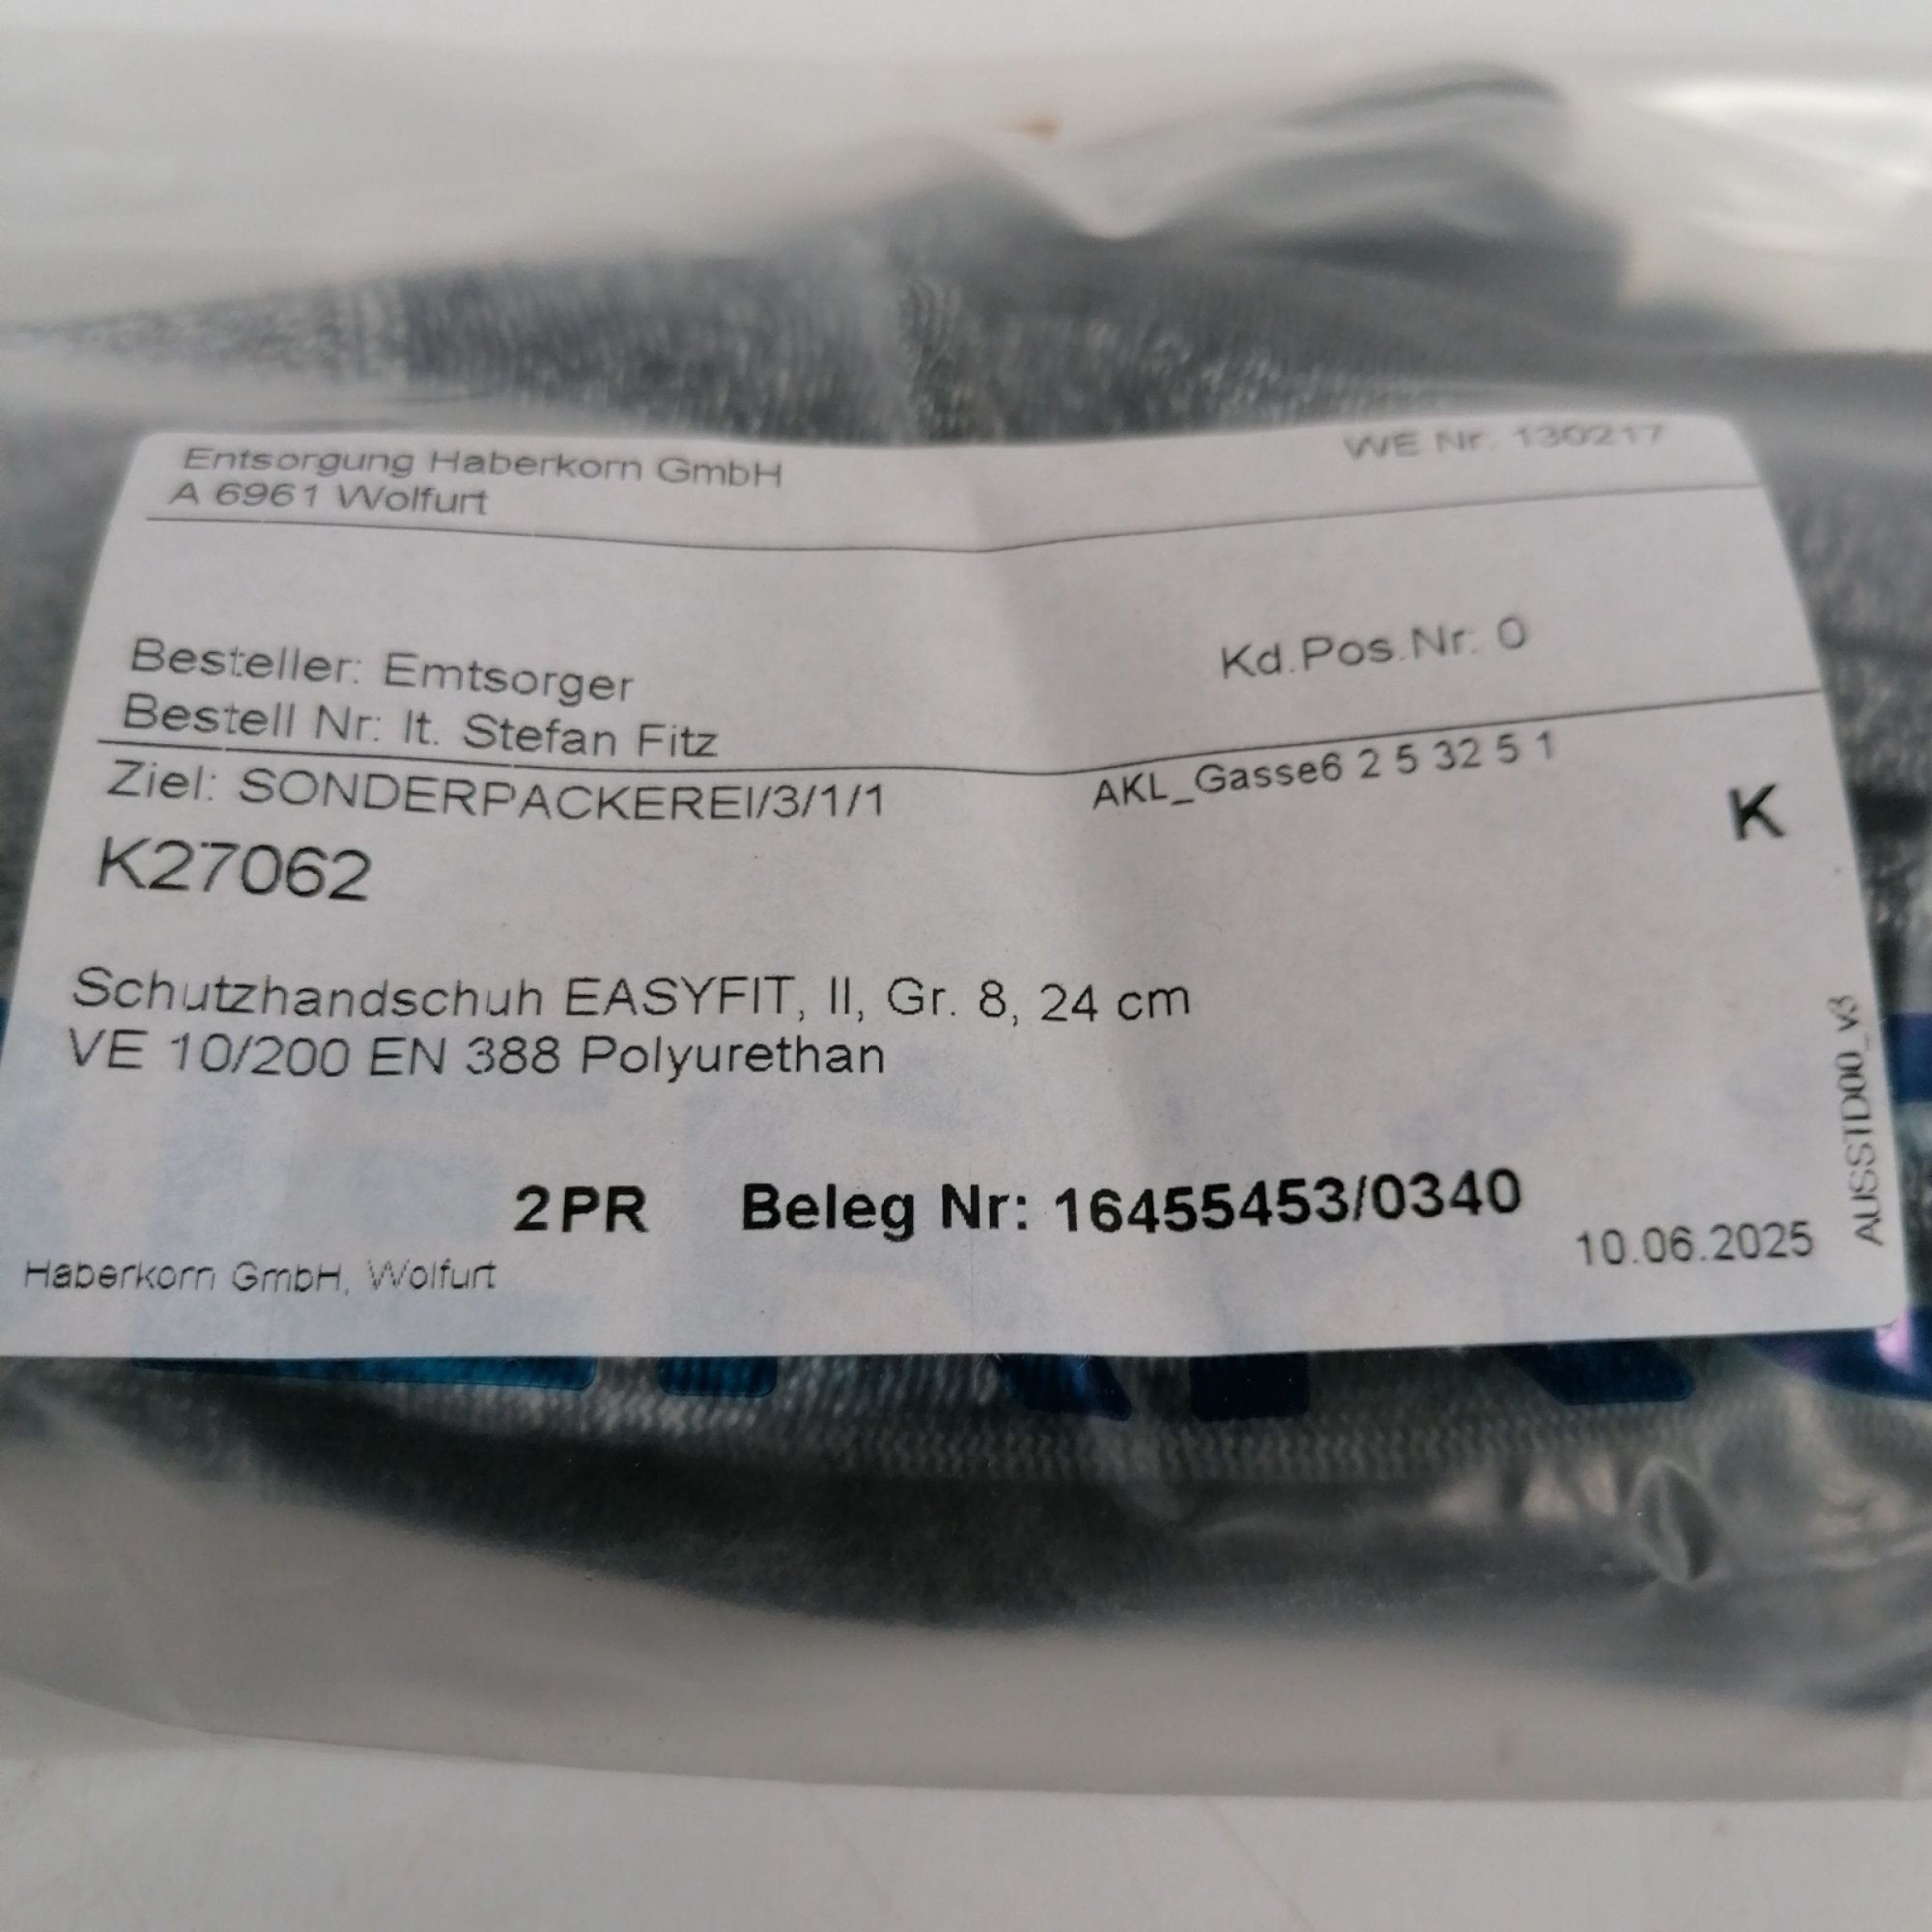 Entsorgung Haberkorn GmbH
A 6961 Wolfurt
WE Nr. 130217
Besteller: Emtsorger
Kd.Pos.Nr. 0
Bestell Nr: lt. Stefan Fitz
Ziel: SONDERPACKEREI/3/1/1
AKL_Gasse6 2 5 32 5 1
K27062
K
Schutzhandschuh EASYFIT, II, Gr. 8, 24 cm
VE 10/200 EN 388 Polyurethan
2PR Beleg Nr: 16455453/0340
Haberkorn GmbH, Wolfurt
10.06.2025
AUSSTD00_v3